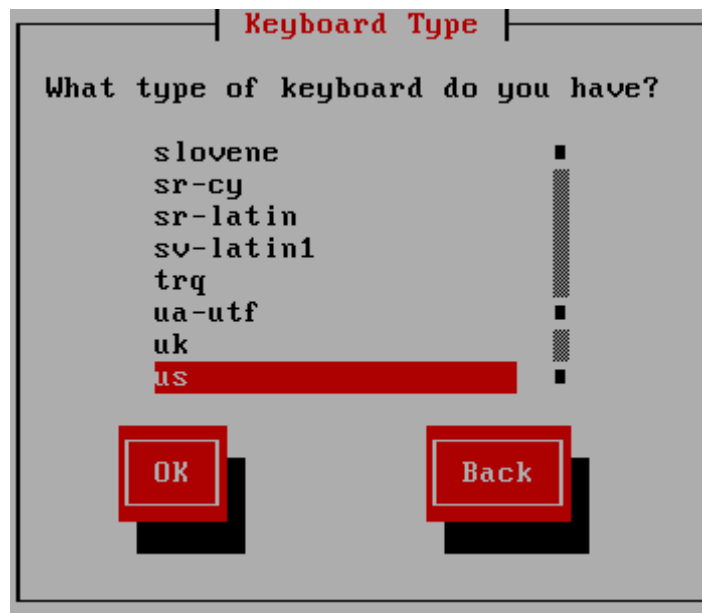 Keyboard Type
What type of keyboard do you have?
slovene
sr-cy
sr-latin
sv-latin1
trq
ua-utf
uk
us
OK Back